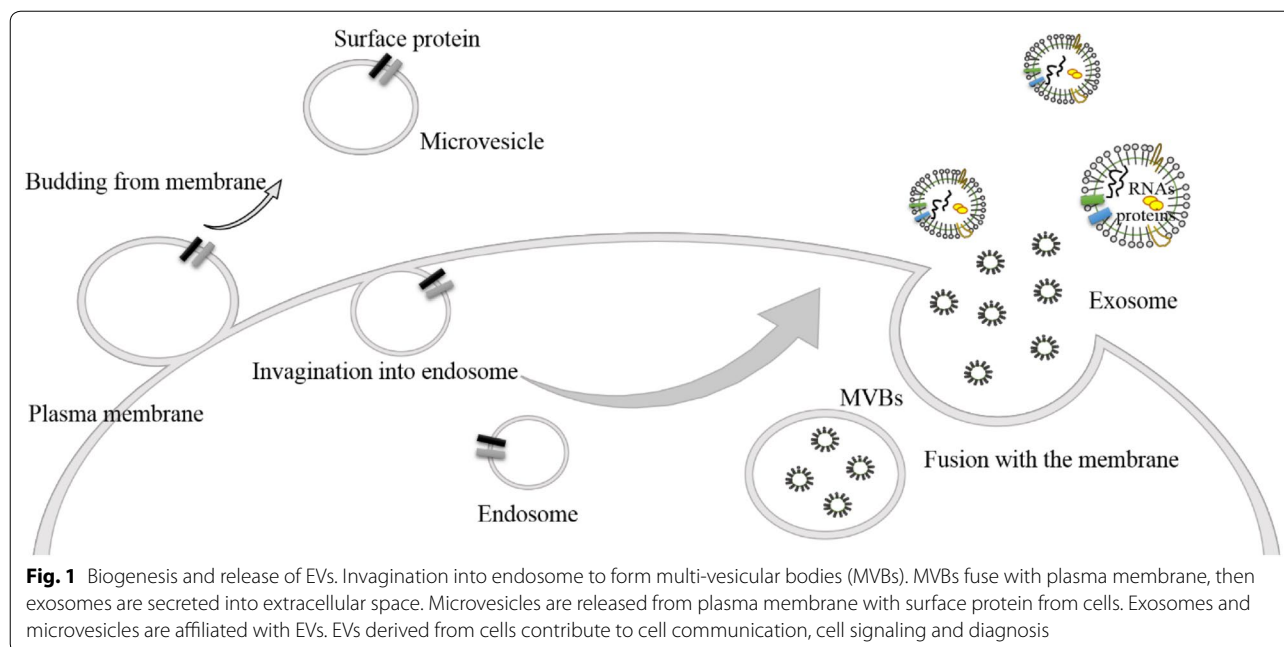 Surface protein
Microvesicle
Budding from membrane
RNAs
proteins
Exosome
Invagination into endosome
MVBs
Plasma membrane
Fusion with the membrane
Endosome
Fig. 1 Biogenesis and release of EVs. Invagination into endosome to form multi-vesicular bodies (MVBs). MVBs fuse with plasma membrane, then
exosomes are secreted into extracellular space. Microvesicles are released from plasma membrane with surface protein from cells. Exosomes and
microvesicles are affiliated with EVs. EVs derived from cells contribute to cell communication, cell signaling and diagnosis